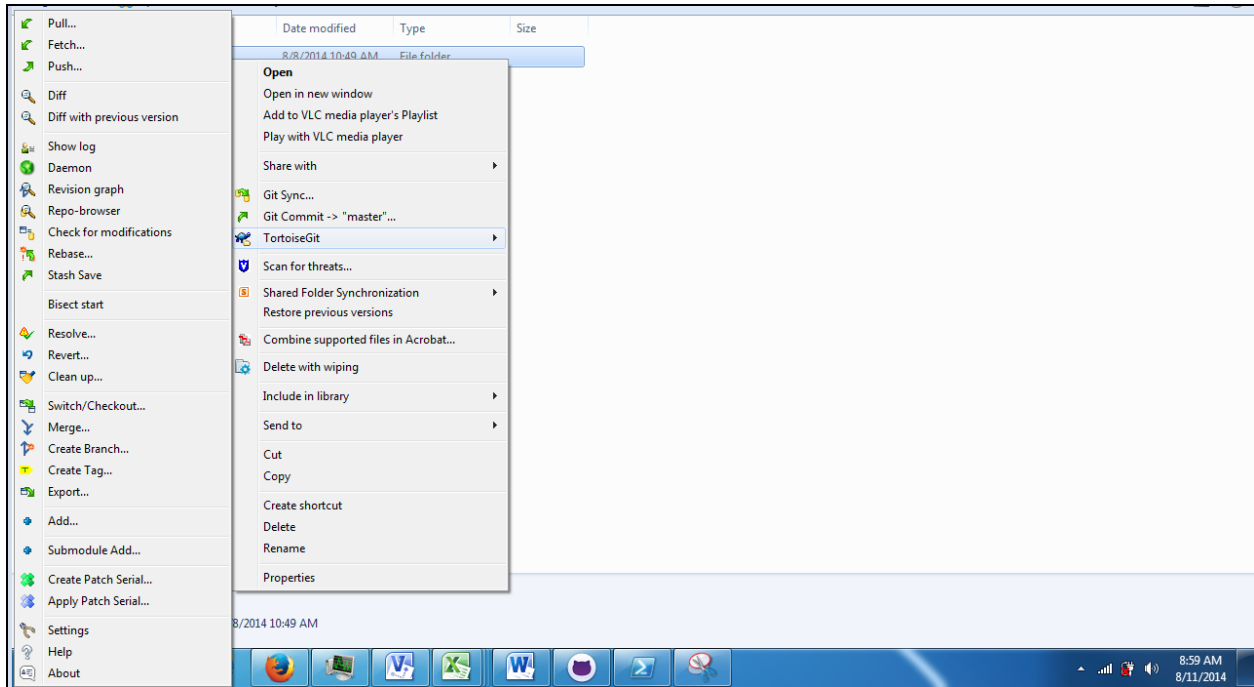 Pull...
Fetch...
Push...
Diff
Diff with previous version
Show log
Daemon
Revision graph
Repo-browser
Check for modifications
Rebase...
Stash Save
Bisect start
Resolve...
Revert...
Clean up...
Switch/Checkout...
Merge...
Create Branch...
Create Tag...
Export...
Add...
Submodule Add...
Create Patch Serial...
Apply Patch Serial...
Settings
Help
About
Date modified Type Size
8/8/2014 10:49 AM File folder
Open
Open in new window
Add to VLC media player's Playlist
Play with VLC media player
Share with
Git Sync...
Git Commit -> "master"...
TortoiseGit
Scan for threats...
Shared Folder Synchronization
Restore previous versions
Combine supported files in Acrobat...
Delete with wiping
Include in library
Send to
Cut
Copy
Create shortcut
Delete
Rename
Properties
8/2014 10:49 AM
8:59 AM
8/11/2014